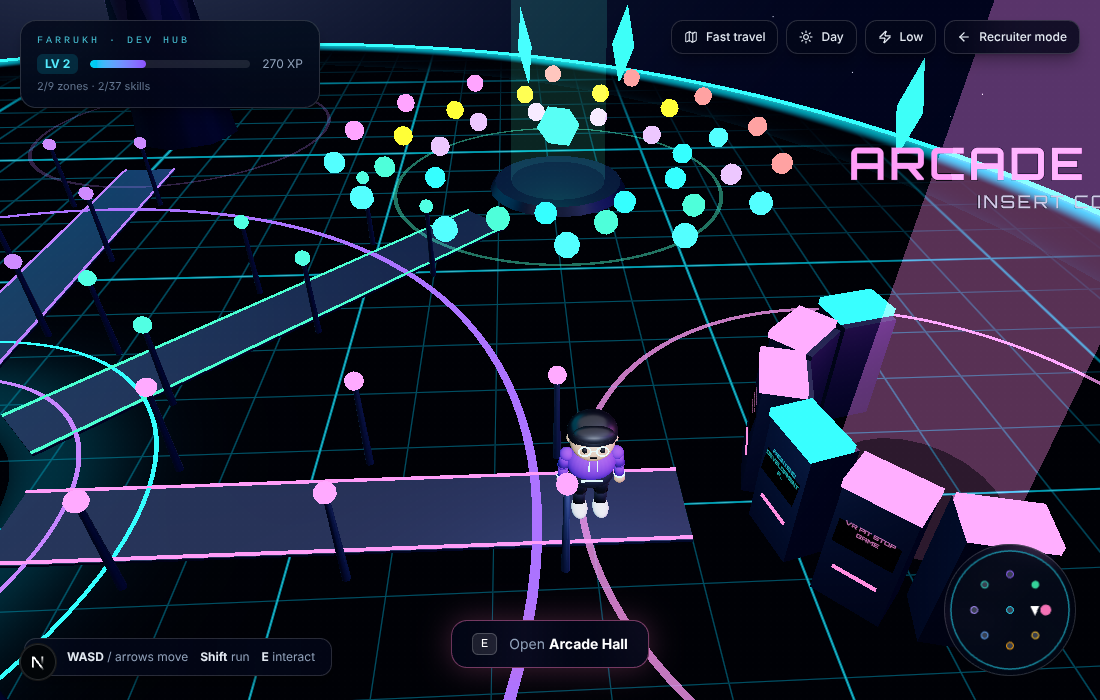 FARRUKH · DEV HUB
LV 2
270 XP
2/9 zones · 2/37 skills
Fast travel
Day
Low
Recruiter mode
ARCADE
INSERT
VR PIT STOP
GAME
E Open Arcade Hall
N
WASD / arrows move Shift run E interact